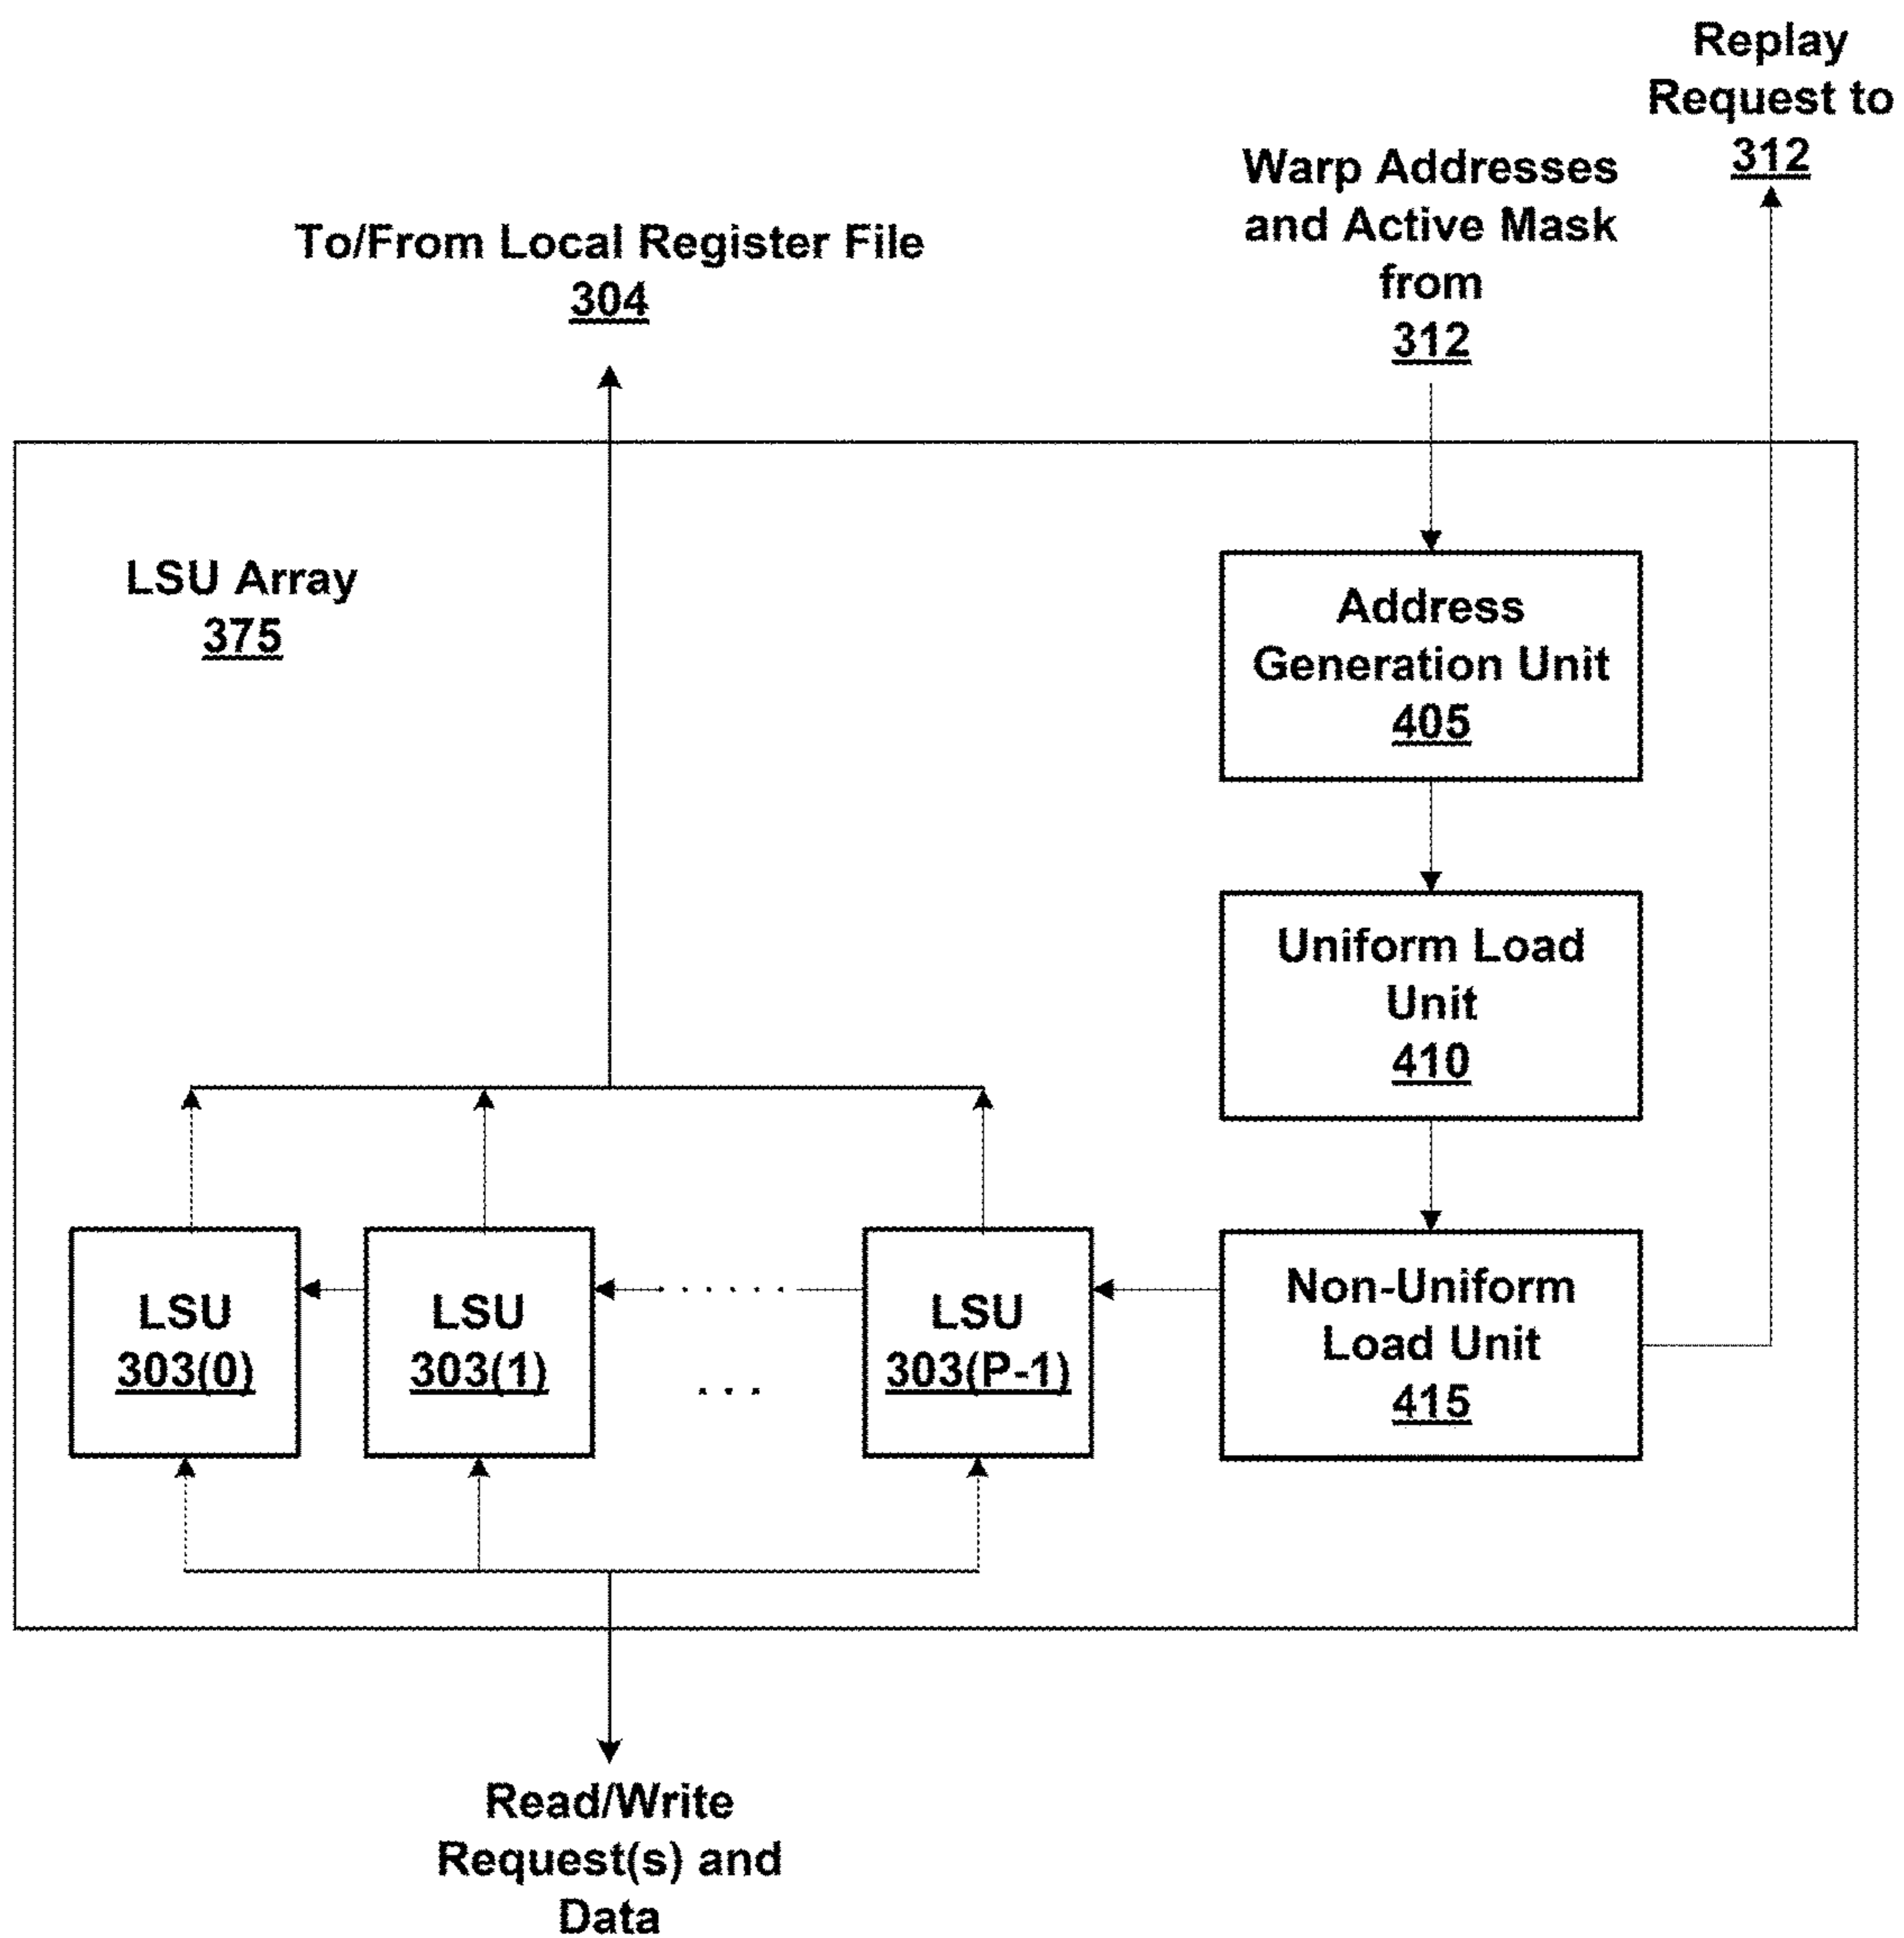 Replay
Request to
312
Warp Addresses
and Active Mask
from
312
To/From Local Register File
304
LSU Array
375
Address
Generation Unit
405
Uniform Load
Unit
410
Non-Uniform
Load Unit
415
LSU
303(0)
LSU
303(1)
. . .
LSU
303(P-1)
Read/Write
Request(s) and
Data